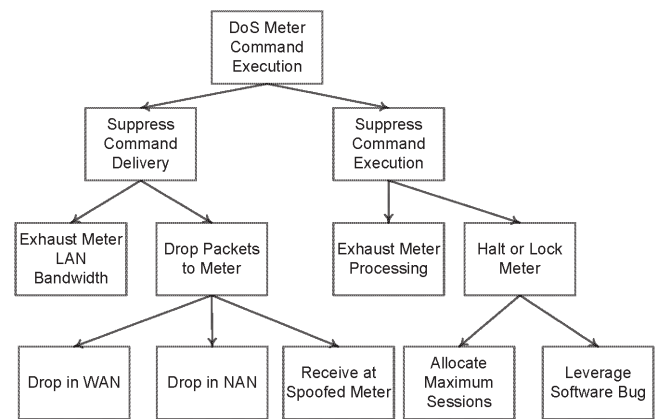 DoS Meter
Command
Execution
Suppress
Command
Delivery
Suppress
Command
Execution
Exhaust Meter
LAN
Bandwidth
Drop Packets
to Meter
Exhaust Meter
Processing
Halt or Lock
Meter
Drop in WAN
Drop in NAN
Receive at
Spoofed Meter
Allocate
Maximum
Sessions
Leverage
Software Bug